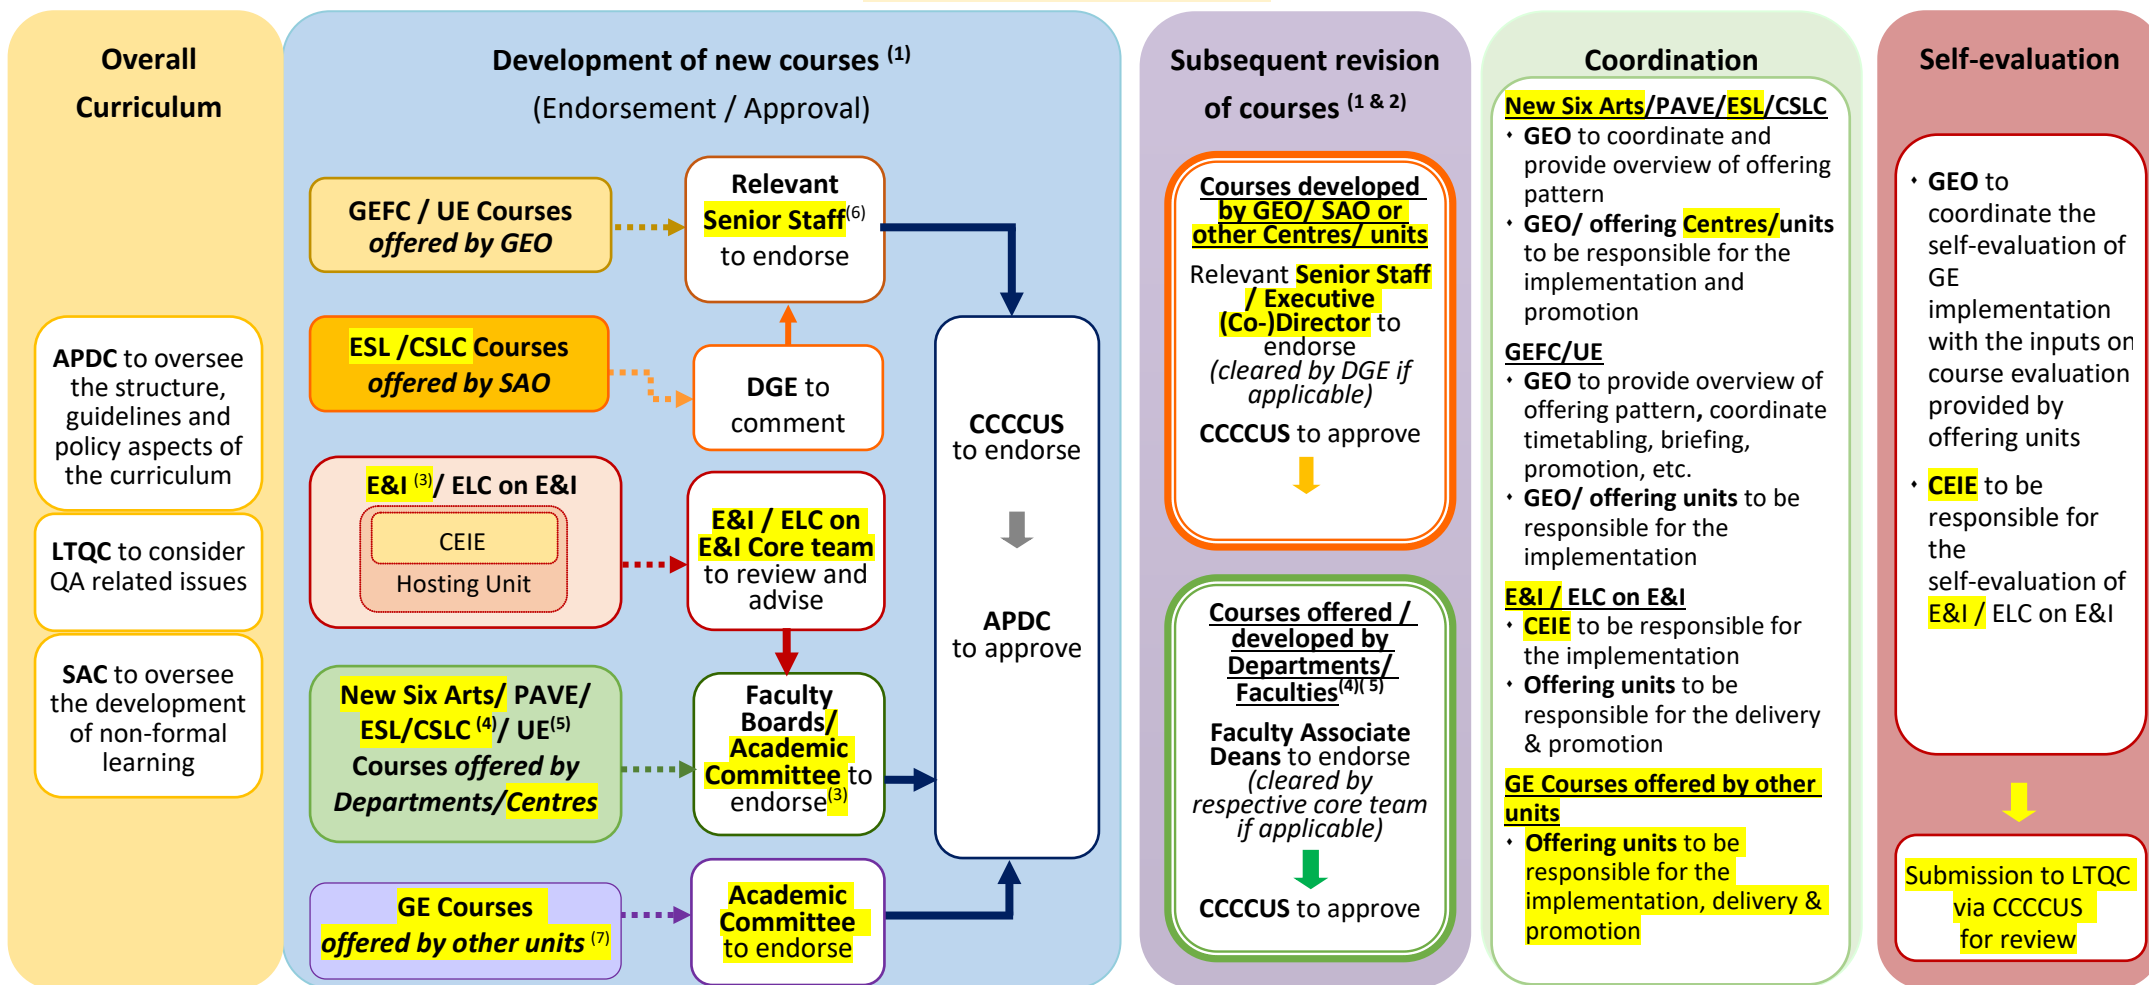 Overall
Curriculum
APDC to oversee
the structure,
guidelines and
policy aspects of
the curriculum
LTQC to consider
QA related issues
SAC to oversee
the development
of non-formal
learning
Development of new courses (1)
(Endorsement / Approval)
GEFC / UE Courses
offered by GEO
Relevant
Senior Staff(6)
to endorse
ESL /CSLC Courses
offered by SAO
DGE to
comment
E&I (3)/ ELC on E&I
CEIE
Hosting Unit
E&I / ELC on
E&I Core team
to review and
advise
New Six Arts/ PAVE/
ESL/CSLC (4)/ UE(5)
Courses offered by
Departments/Centres
Faculty
Boards/
Academic
Committee to
endorse(3)
GE Courses
offered by other units (7)
Academic
Committee
to endorse
CCCCUS
to endorse
APDC
to approve
Subsequent revision
of courses (1 & 2)
Courses developed
by GEO/ SAO or
other Centres/ units
Relevant Senior Staff
/ Executive
(Co-)Director to
endorse
(cleared by DGE if
applicable)
CCCCUS to approve
Courses offered /
developed by
Departments/
Faculties(4)( 5)
Faculty Associate
Deans to endorse
(cleared by
respective core team
if applicable)
CCCCUS to approve
Coordination
New Six Arts/PAVE/ESL/CSLC
• GEO to coordinate and
provide overview of offering
pattern
• GEO/ offering Centres/units
to be responsible for the
implementation and
promotion
GEFC/UE
• GEO to provide overview of
offering pattern, coordinate
timetabling, briefing,
promotion, etc.
• GEO/ offering units to be
responsible for the
implementation
E&I / ELC on E&I
• CEIE to be responsible for
the implementation
• Offering units to be
responsible for the delivery
& promotion
GE Courses offered by other
units
• Offering units to be
responsible for the
implementation, delivery &
promotion
Self-evaluation
• GEO to
coordinate the
self-evaluation of
GE
implementation
with the inputs on
course evaluation
provided by
offering units
• CEIE to be
responsible for
the
self-evaluation of
E&I / ELC on E&I
Submission to LTQC
via CCCCUS
for review